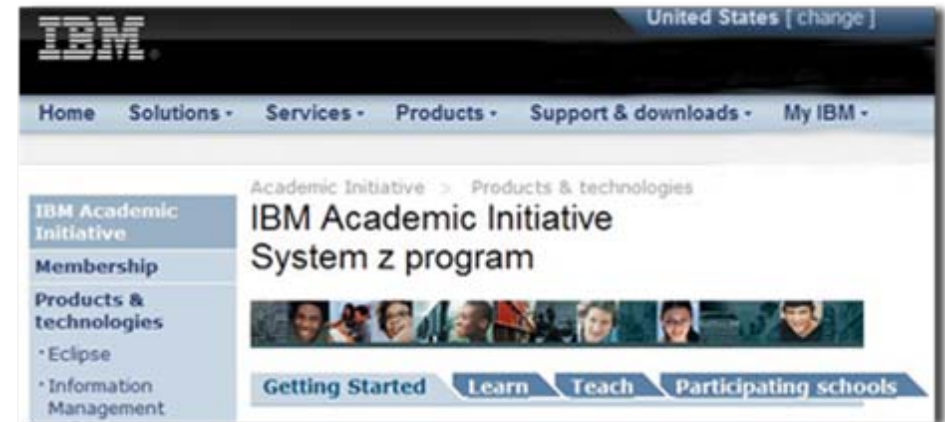 United States [ change ]
IBM®
Home Solutions Services Products Support & downloads My IBM
Academic Initiative > Products & technologies
IBM Academic Initiative
System z program
IBM Academic
Initiative
Membership
Products &
technologies
Eclipse
Information
Management
Getting Started Learn Teach Participating schools